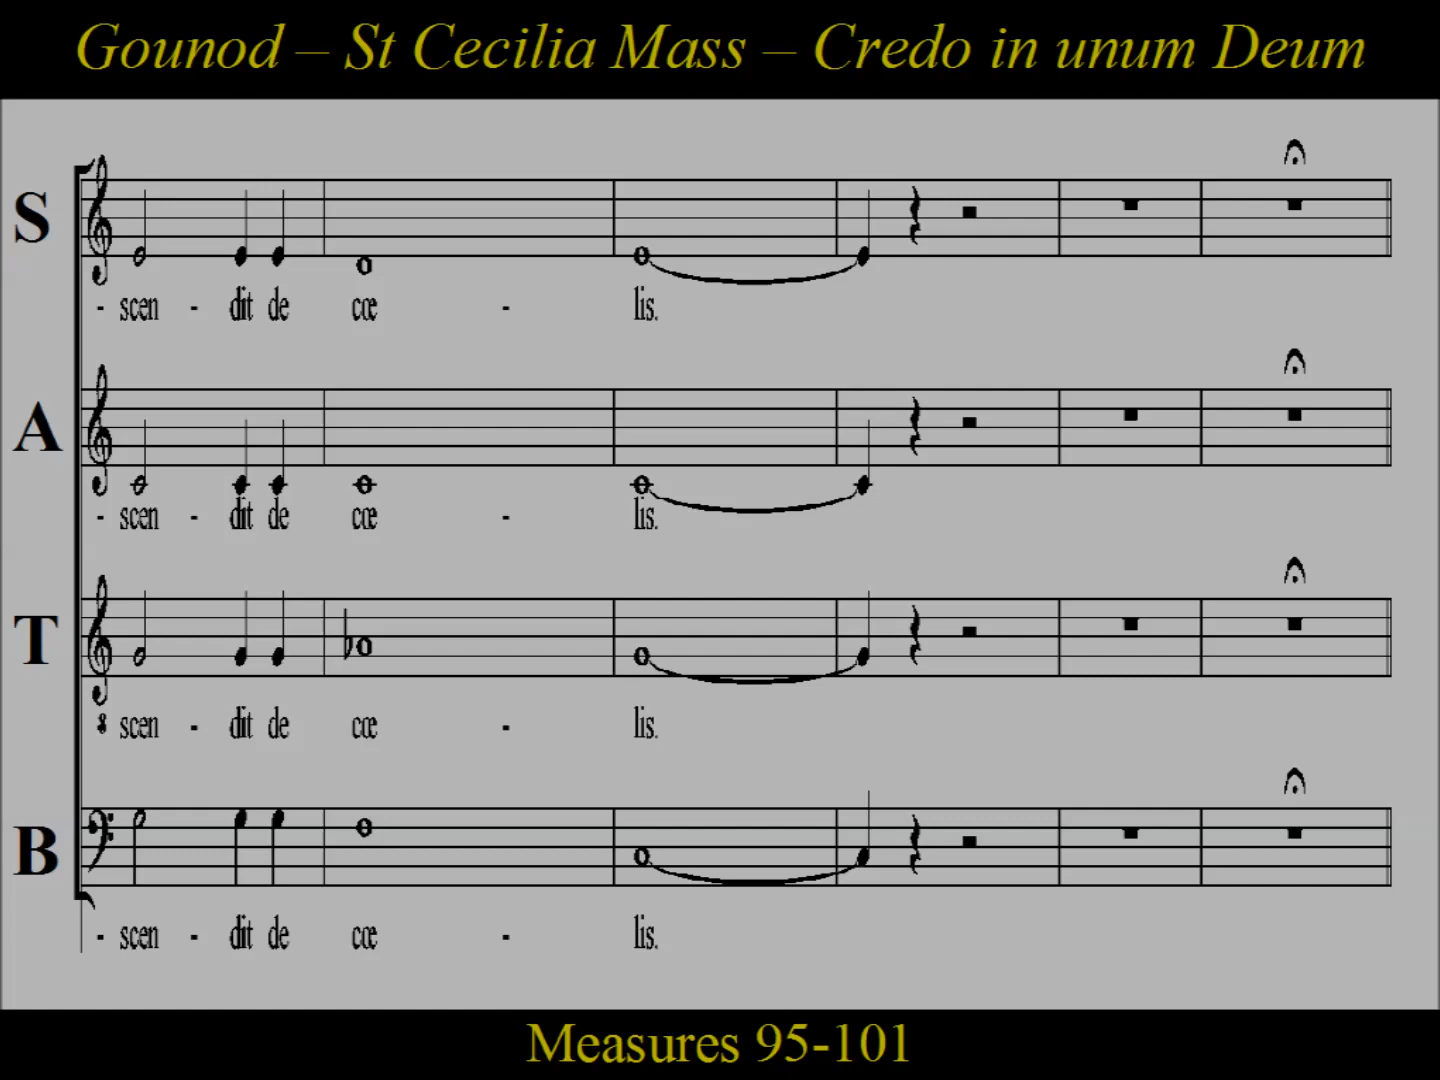 Gounod – St Cecilia Mass – Credo in unum Deum
S
- scen - dit de cœ - lis.
A
- scen - dit de cœ - lis.
T
8 scen - dit de cœ - lis.
B
- scen - dit de cœ - lis.
Measures 95-101